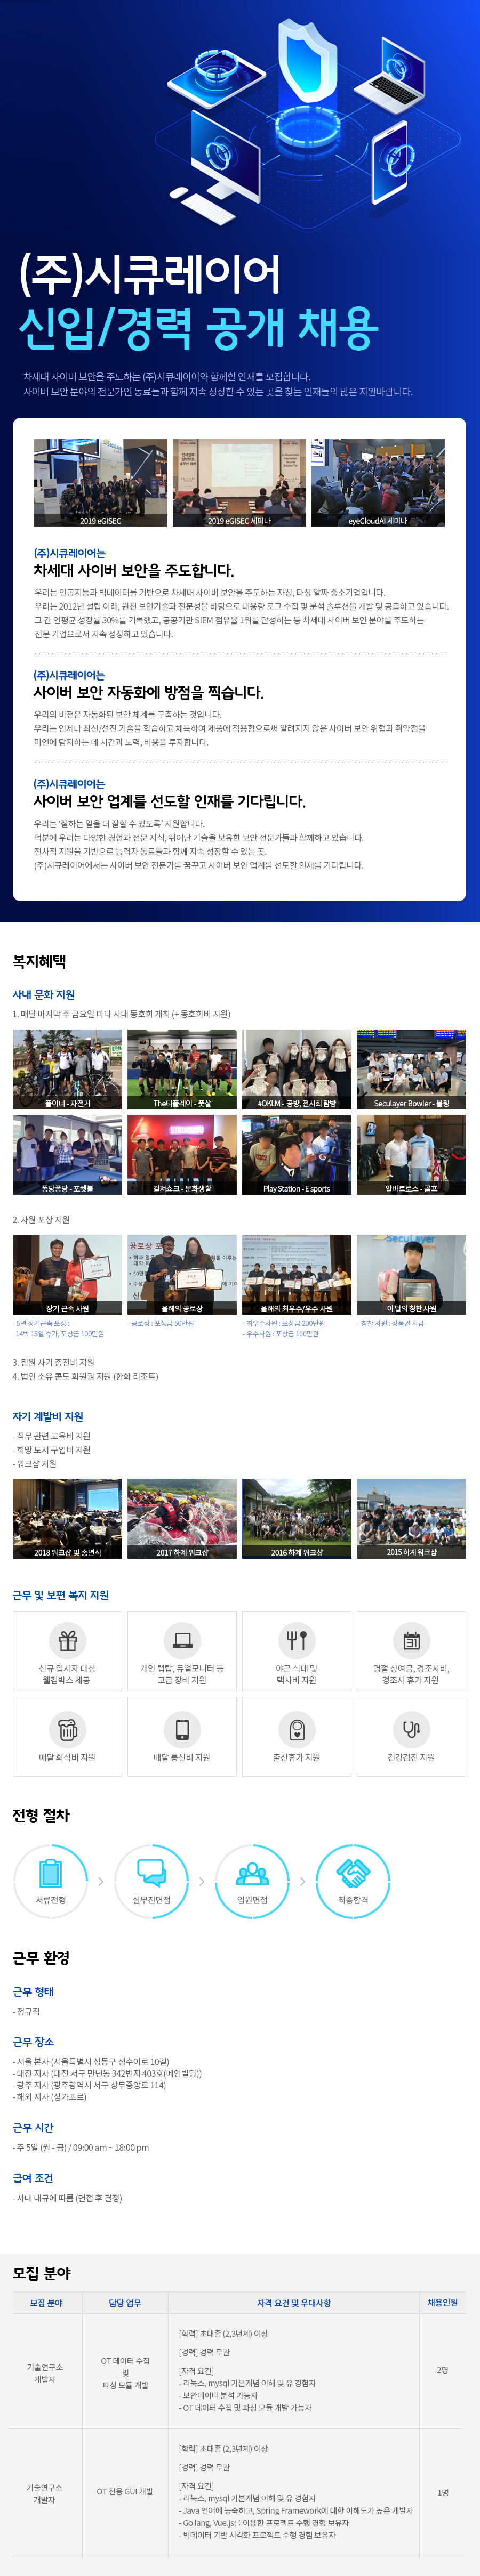 (주)시큐레이어
신입/경력 공개 채용
차세대 사이버 보안을 주도하는 (주)시큐레이어와 함께할 인재를 모집합니다.
사이버 보안 분야의 전문가인 동료들과 함께 지속 성장할 수 있는 곳을 찾는 인재들의 많은 지원바랍니다.
2019 eGISEC
2019 eGISEC 세미나
eyeCloudAI 세미나
(주)시큐레이어는
차세대 사이버 보안을 주도합니다.
우리는 인공지능과 빅데이터를 기반으로 차세대 사이버 보안을 주도하는 자칭, 타칭 알짜 중소기업입니다.
우리는 2012년 설립 이래, 원천 보안기술과 전문성을 바탕으로 대용량 로그 수집 및 분석 솔루션을 개발 및 공급하고 있습니다.
그 간 연평균 성장률 30%를 기록했고, 공공기관 SIEM 점유율 1위를 달성하는 등 차세대 사이버 보안 분야를 주도하는
전문 기업으로서 지속 성장하고 있습니다.
(주)시큐레이어는
사이버 보안 자동화에 방점을 찍습니다.
우리의 비전은 자동화된 보안 체계를 구축하는 것입니다.
우리는 언제나 최신/선진 기술을 학습하고 체득하여 제품에 적용함으로써 알려지지 않은 사이버 보안 위협과 취약점을
미연에 탐지하는 데 시간과 노력, 비용을 투자합니다.
(주)시큐레이어는
사이버 보안 업계를 선도할 인재를 기다립니다.
우리는 '잘하는 일을 더 잘할 수 있도록' 지원합니다.
덕분에 우리는 다양한 경험과 전문 지식, 뛰어난 기술을 보유한 보안 전문가들과 함께하고 있습니다.
전사적 지원을 기반으로 능력자 동료들과 함께 지속 성장할 수 있는 곳.
(주)시큐레이어에서는 사이버 보안 전문가를 꿈꾸고 사이버 보안 업계를 선도할 인재를 기다립니다.
복지혜택
사내 문화 지원
1. 매달 마지막 주 금요일 마다 사내 동호회 개최 (+ 동호회비 지원)
풀이너 - 자전거
The티플레이 - 풋살
#OKLM - 공방, 전시회 탐방
Seculayer Bowler - 볼링
퐁당퐁당 - 포켓볼
컬쳐쇼크 - 문화생활
Play Station - E sports
알바트로스 - 골프
2. 사원 포상 지원
장기 근속 사원
올해의 공로상
올해의 최우수/우수 사원
이 달의 칭찬 사원
- 5년 장기근속 포상 :
14박 15일 휴가, 포상금 100만원
- 공로상 : 포상금 50만원
- 최우수사원 : 포상금 200만원
- 우수사원 : 포상금 100만원
- 칭찬 사원 : 상품권 지급
3. 팀원 사기 증진비 지원
4. 법인 소유 콘도 회원권 지원 (한화 리조트)
자기 계발비 지원
- 직무 관련 교육비 지원
- 희망 도서 구입비 지원
- 워크샵 지원
2018 워크샵 및 송년식
2017 하계 워크샵
2016 하계 워크샵
2015 하계 워크샵
근무 및 보편 복지 지원
신규 입사자 대상
웰컴박스 제공
개인 랩탑, 듀얼모니터 등
고급 장비 지원
야근 식대 및
택시비 지원
31
명절 상여금, 경조사비,
경조사 휴가 지원
매달 회식비 지원
매달 통신비 지원
출산휴가 지원
건강검진 지원
전형 절차
서류전형
실무진면접
임원면접
최종합격
근무 환경
근무 형태
- 정규직
근무 장소
- 서울 본사 (서울특별시 성동구 성수이로 10길)
- 대전 지사 (대전 서구 만년동 342번지 403호(메인빌딩))
- 광주 지사 (광주광역시 서구 상무중앙로 114)
- 해외 지사 (싱가포르)
근무 시간
- 주 5일 (월 - 금) / 09:00 am ~ 18:00 pm
급여 조건
- 사내 내규에 따름 (면접 후 결정)
모집 분야
모집 분야
담당 업무
자격 요건 및 우대사항
채용인원
기술연구소
개발자
OT 데이터 수집
및
파싱 모듈 개발
[학력] 초대졸 (2,3년제) 이상
[경력] 경력 무관
[자격 요건]
- 리눅스, mysql 기본개념 이해 및 유 경험자
- 보안데이터 분석 가능자
- OT 데이터 수집 및 파싱 모듈 개발 가능자
2명
기술연구소
개발자
OT 전용 GUI 개발
[학력] 초대졸 (2,3년제) 이상
[경력] 경력 무관
[자격 요건]
- 리눅스, mysql 기본개념 이해 및 유 경험자
- Java 언어에 능숙하고, Spring Framework에 대한 이해도가 높은 개발자
- Go lang, Vue.js를 이용한 프로젝트 수행 경험 보유자
- 빅데이터 기반 시각화 프로젝트 수행 경험 보유자
1명